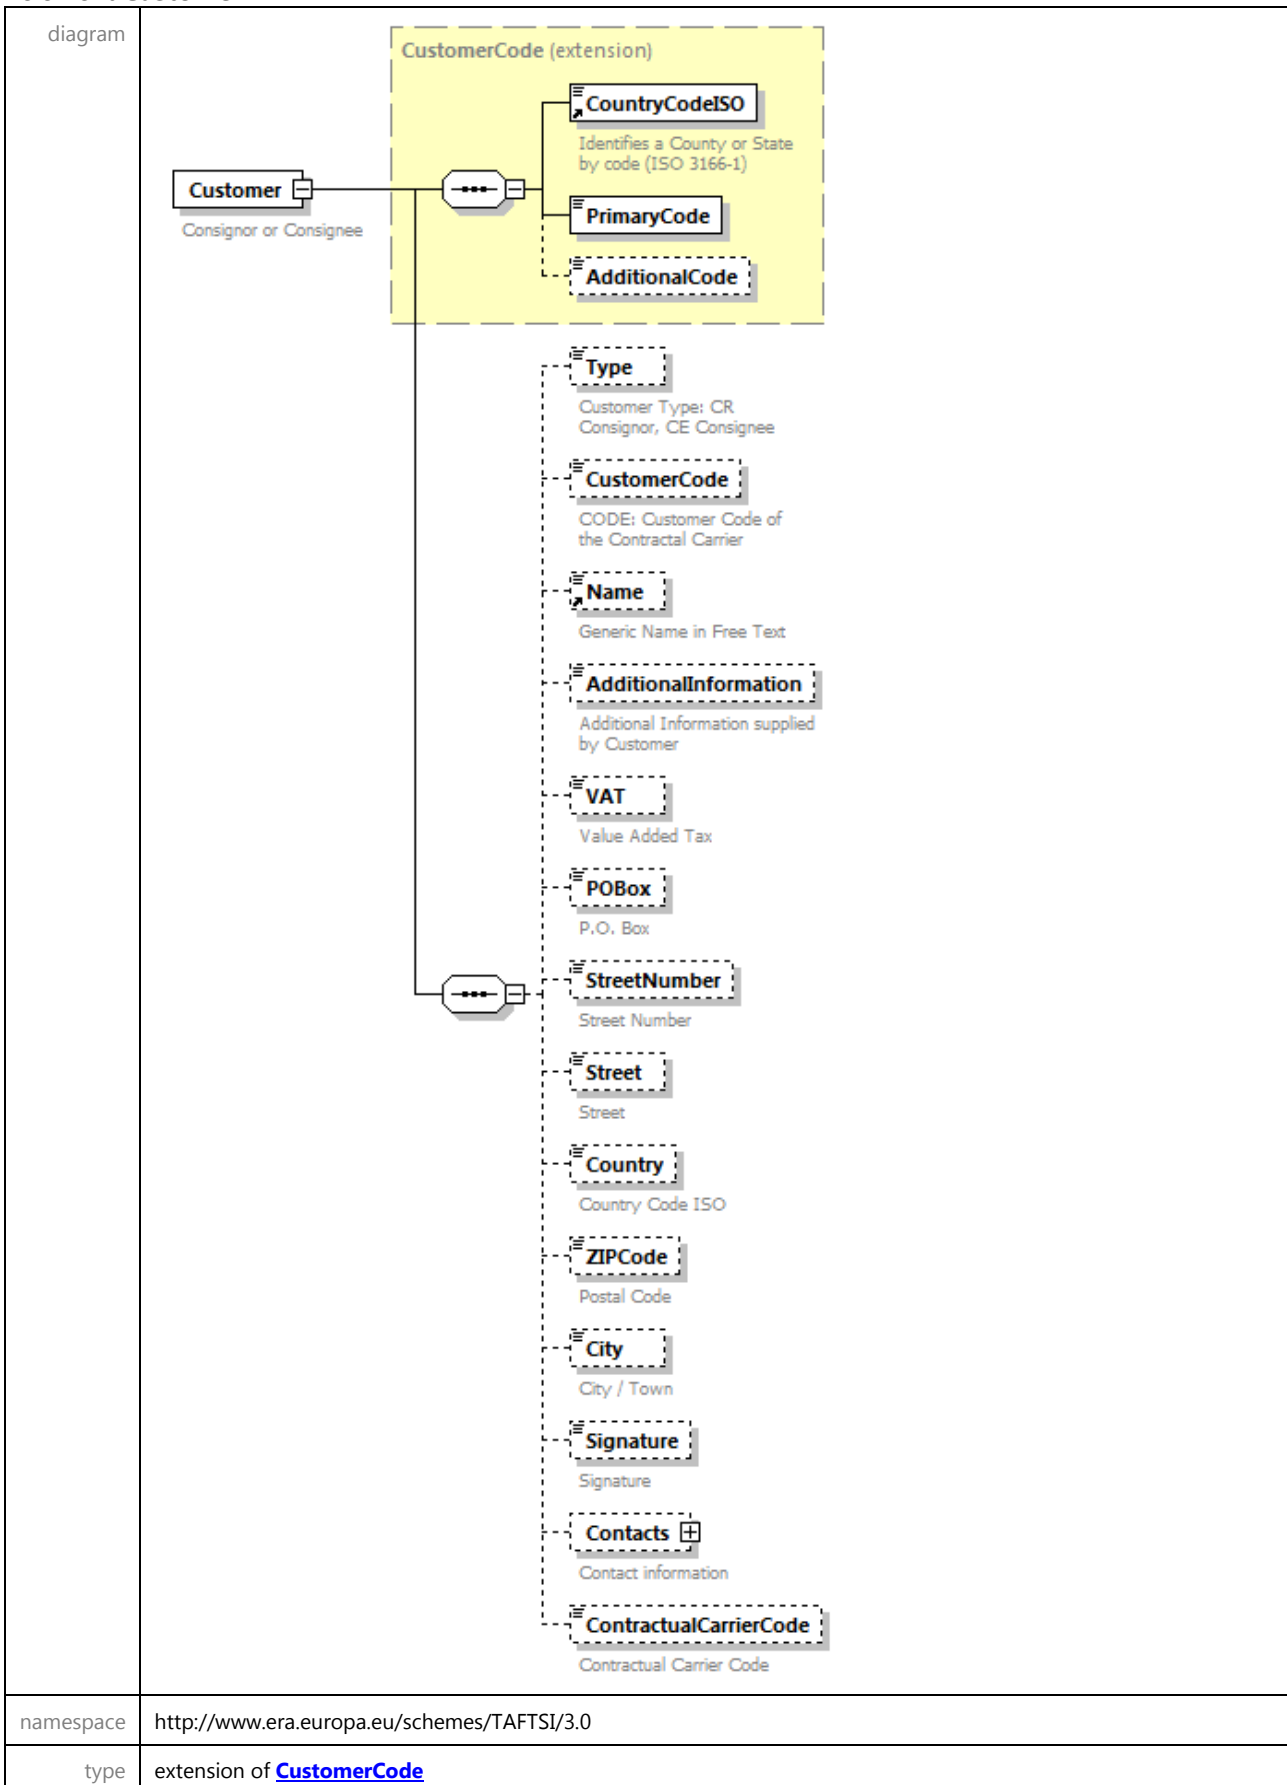 diagram
CustomerCode (extension)
CountryCodeISO
Identifies a County or State
by code (ISO 3166-1)
Customer
Consignor or Consignee
PrimaryCode
AdditionalCode
Type
Customer Type: CR
Consignor, CE Consignee
CustomerCode
CODE: Customer Code of
the Contractal Carrier
Name
Generic Name in Free Text
AdditionalInformation
Additional Information supplied
by Customer
VAT
Value Added Tax
POBox
P.O. Box
StreetNumber
Street Number
Street
Street
Country
Country Code ISO
ZIPCode
Postal Code
City
City / Town
Signature
Signature
Contacts
Contact information
ContractualCarrierCode
Contractual Carrier Code
namespace http://www.era.europa.eu/schemes/TAFTSI/3.0
type extension of CustomerCode